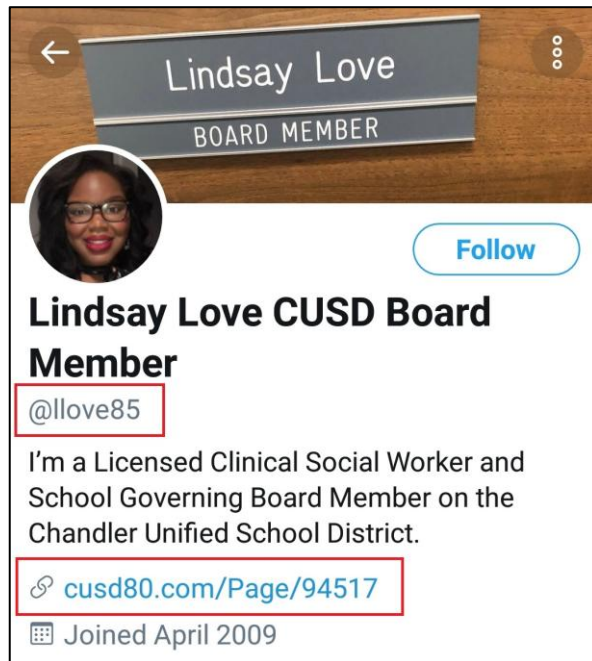 Lindsay Love
BOARD MEMBER
Follow
Lindsay Love CUSD Board
Member
@llove85
I'm a Licensed Clinical Social Worker and
School Governing Board Member on the
Chandler Unified School District.
cusd80.com/Page/94517
Joined April 2009